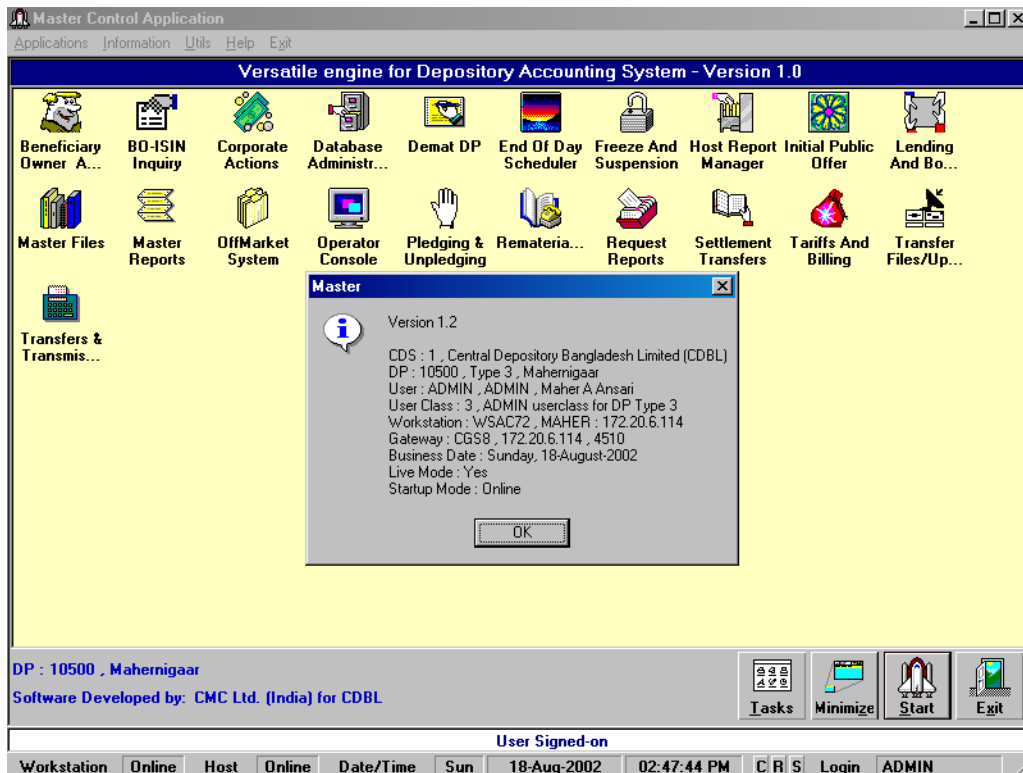 Master Control Application
Applications Information Utils Help Exit
Versatile engine for Depository Accounting System - Version 1.0
Beneficiary Owner A...
BO-ISIN Inquiry
Corporate Actions
Database Administr...
Demat DP
End Of Day Scheduler
Freeze And Suspension
Host Report Manager
Initial Public Offer
Lending And Bo...
Master Files
Master Reports
OffMarket System
Operator Console
Pledging & Unpledging
Remateria...
Request Reports
Settlement Transfers
Tariffs And Billing
Transfer Files/Up...
Transfers & Transmis...
Master
Version 1.2
CDS : 1 , Central Depository Bangladesh Limited (CDBL)
DP : 10500 , Type 3 , Mahernigaar
User : ADMIN , ADMIN , Maher A Ansari
User Class : 3 , ADMIN userclass for DP Type 3
Workstation : WSAC72 , MAHER : 172.20.6.114
Gateway : CGS8 , 172.20.6.114 , 4510
Business Date : Sunday, 18-August-2002
Live Mode : Yes
Startup Mode : Online
OK
DP : 10500 , Mahernigaar
Software Developed by: CMC Ltd. (India) for CDBL
Tasks Minimize Start Exit
User Signed-on
Workstation Online Host Online Date/Time Sun 18-Aug-2002 02:47:44 PM C R S Login ADMIN